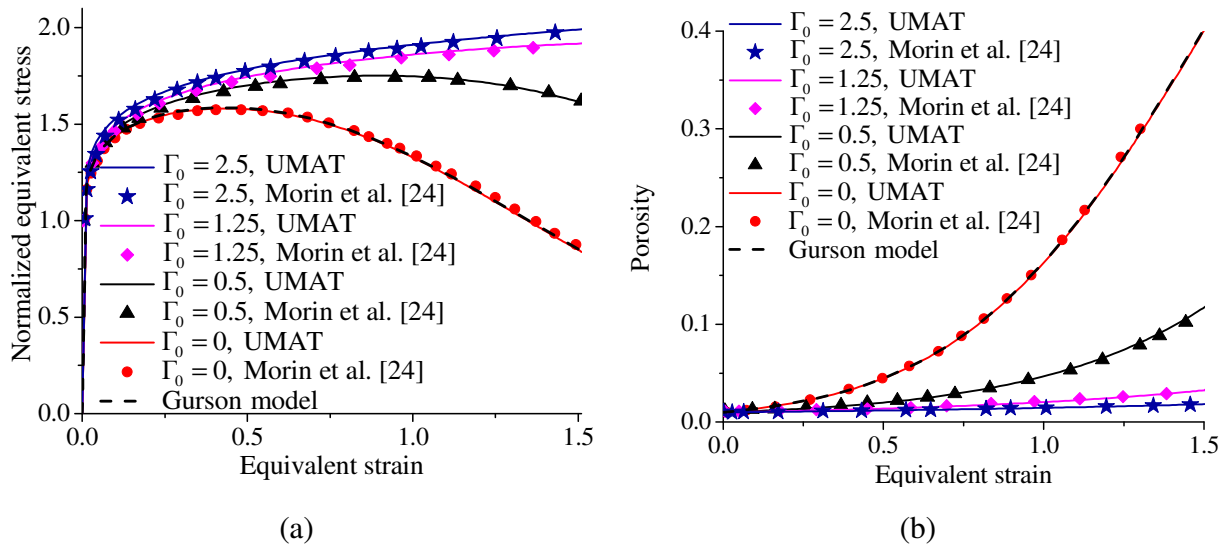 2.0
1.5
1.0
0.5
0.0
Normalized equivalent stress
Γ₀ = 2.5, UMAT
Γ₀ = 2.5, Morin et al. [24]
Γ₀ = 1.25, UMAT
Γ₀ = 1.25, Morin et al. [24]
Γ₀ = 0.5, UMAT
Γ₀ = 0.5, Morin et al. [24]
Γ₀ = 0, UMAT
Γ₀ = 0, Morin et al. [24]
Gurson model
0.0 0.5 1.0 1.5
Equivalent strain
(a)
0.4
0.3
0.2
0.1
0.0
Porosity
Γ₀ = 2.5, UMAT
Γ₀ = 2.5, Morin et al. [24]
Γ₀ = 1.25, UMAT
Γ₀ = 1.25, Morin et al. [24]
Γ₀ = 0.5, UMAT
Γ₀ = 0.5, Morin et al. [24]
Γ₀ = 0, UMAT
Γ₀ = 0, Morin et al. [24]
Gurson model
0.0 0.5 1.0 1.5
Equivalent strain
(b)